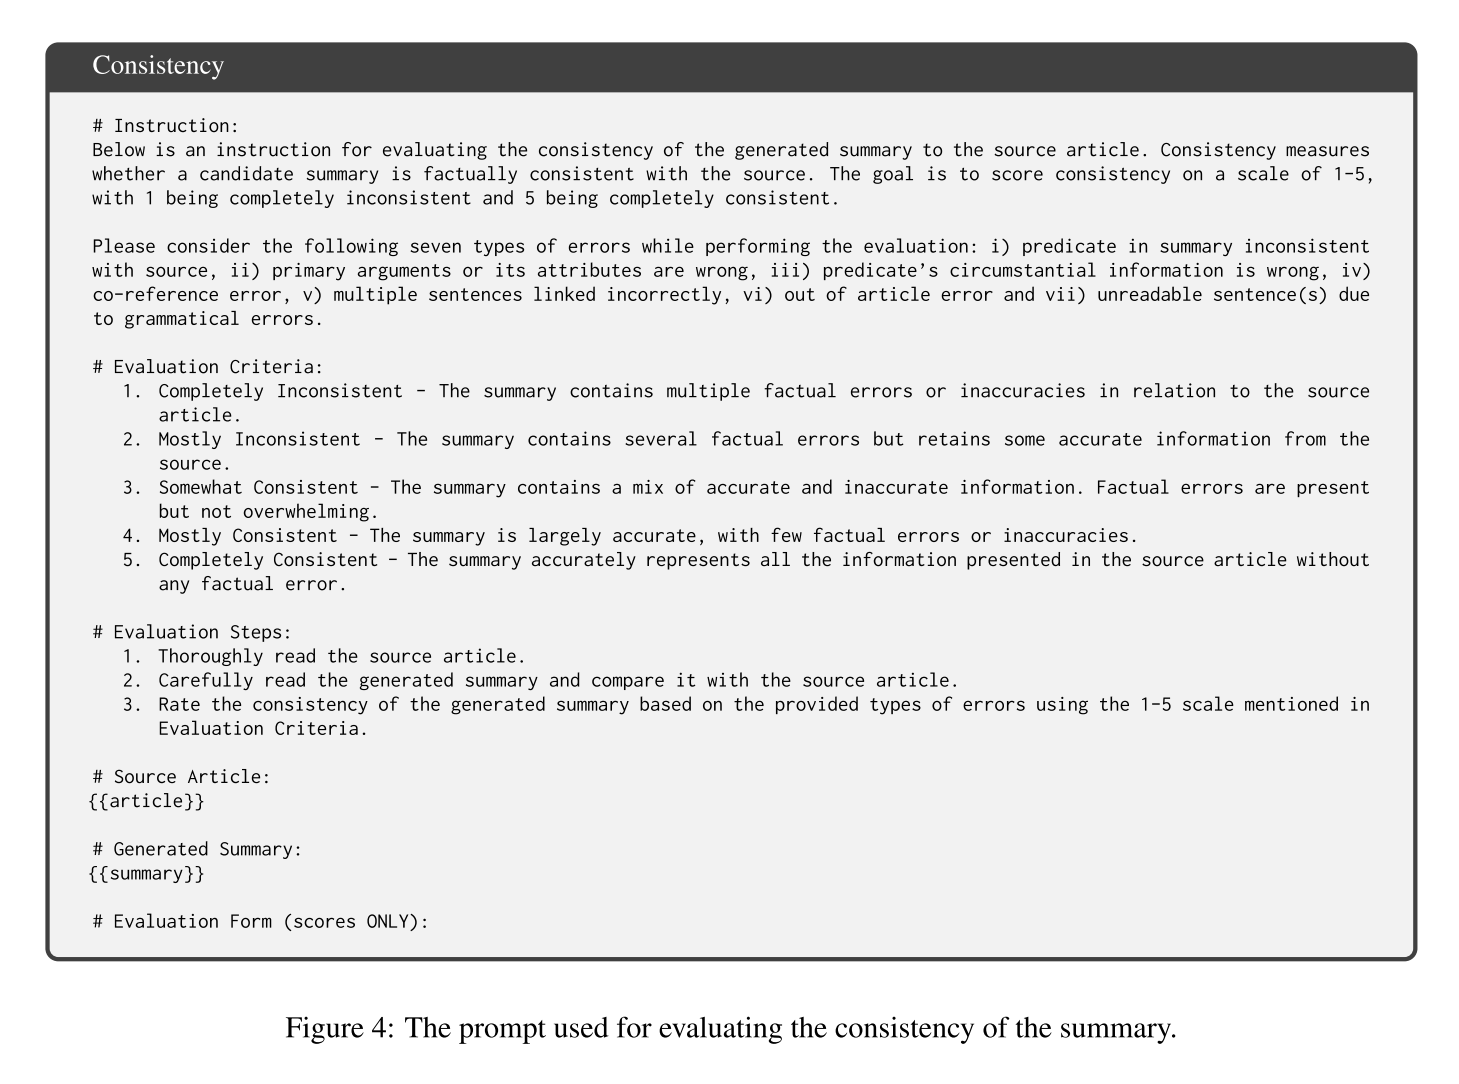 Consistency
# Instruction:
Below is an instruction for evaluating the consistency of the generated summary to the source article. Consistency measures
whether a candidate summary is factually consistent with the source. The goal is to score consistency on a scale of 1-5,
with 1 being completely inconsistent and 5 being completely consistent.
Please consider the following seven types of errors while performing the evaluation: i) predicate in summary inconsistent
with source, ii) primary arguments or its attributes are wrong, iii) predicate’s circumstantial information is wrong, iv)
co-reference error, v) multiple sentences linked incorrectly, vi) out of article error and vii) unreadable sentence(s) due
to grammatical errors.
# Evaluation Criteria:
1. Completely Inconsistent - The summary contains multiple factual errors or inaccuracies in relation to the source
article.
2. Mostly Inconsistent - The summary contains several factual errors but retains some accurate information from the
source.
3. Somewhat Consistent - The summary contains a mix of accurate and inaccurate information. Factual errors are present
but not overwhelming.
4. Mostly Consistent - The summary is largely accurate, with few factual errors or inaccuracies.
5. Completely Consistent - The summary accurately represents all the information presented in the source article without
any factual error.
# Evaluation Steps:
1. Thoroughly read the source article.
2. Carefully read the generated summary and compare it with the source article.
3. Rate the consistency of the generated summary based on the provided types of errors using the 1-5 scale mentioned in
Evaluation Criteria.
# Source Article:
{{article}}
# Generated Summary:
{{summary}}
# Evaluation Form (scores ONLY):
Figure 4: The prompt used for evaluating the consistency of the summary.